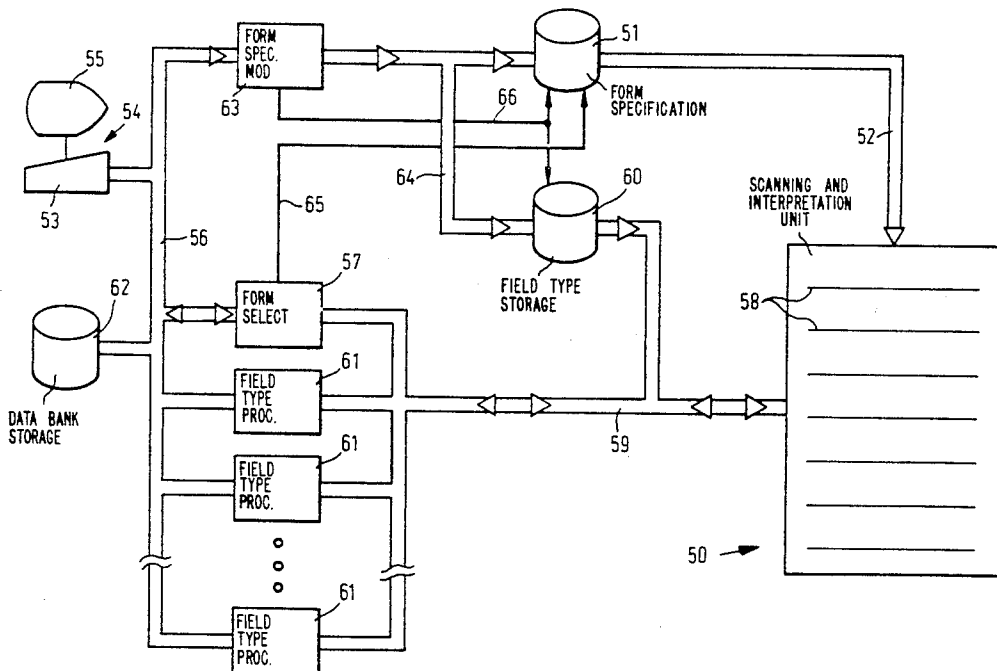 63
FORM
SPEC.
MOD
51
FORM
SPECIFICATION
55
54
53
66
52
64
60
65
SCANNING AND
INTERPRETATION
UNIT
56
57
FORM
SELECT
FIELD TYPE
STORAGE
58
62
DATA BANK
STORAGE
61
FIELD
TYPE
PROC.
59
61
FIELD
TYPE
PROC.
50
61
FIELD
TYPE
PROC.